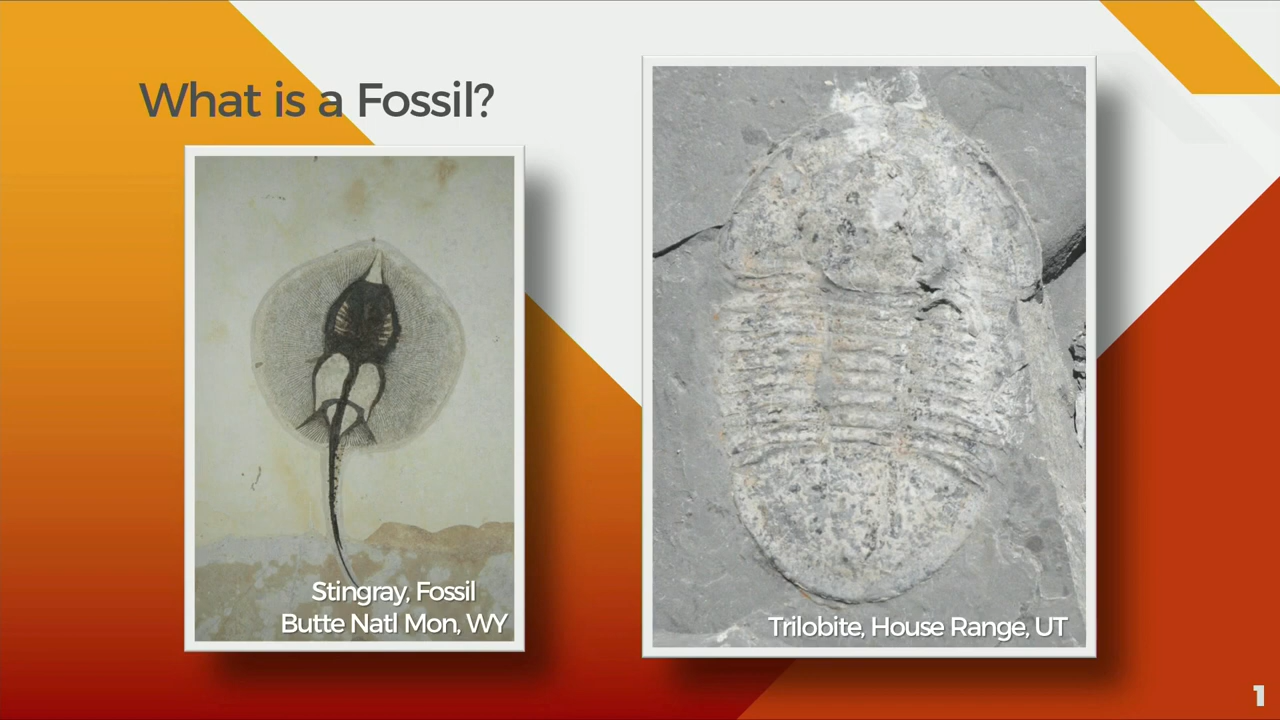 What is a Fossil?
Stingray, Fossil
Butte Natl Mon, WY
Trilobite, House Range, UT
1